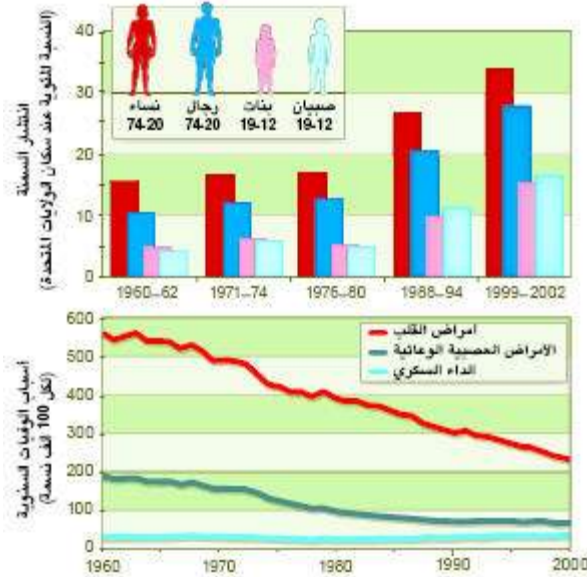 انتشار السمنة
(النسبة المئوية عند سكان الولايات المتحدة)
40
30
20
10
0
نساء
74-20
رجال
74-20
بنات
19-12
صبيان
19-12
1960–62
1971–74
1976–80
1988–94
1999–2002
أسباب الوفيات السنوية
(لكل 100 ألف نسمة)
600
500
400
300
200
100
0
أمراض القلب
الأمراض العصبية الوعائية
الداء السكري
1960
1970
1980
1990
2000